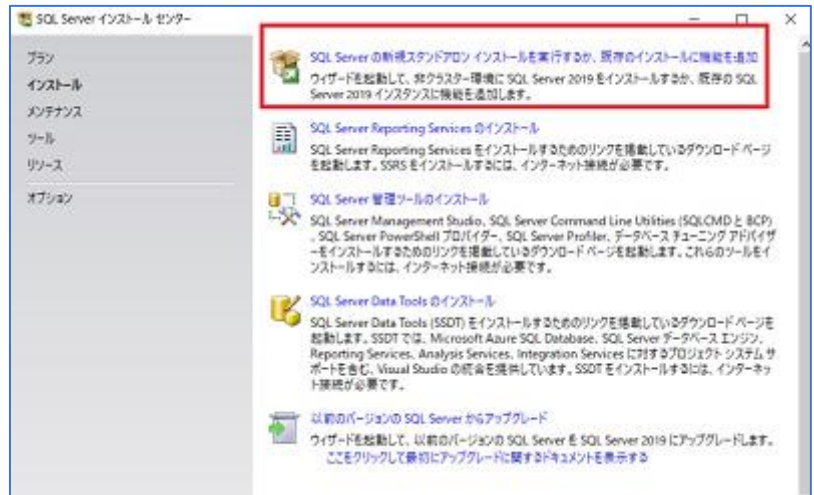 SQL Server インストール センター
プラン
インストール
メンテナンス
ツール
リソース
オプション
SQL Server の新規スタンドアロン インストールを実行するか、既存のインストールに機能を追加
ウィザードを起動して、非クラスター環境に SQL Server 2019 をインストールするか、既存の SQL
Server 2019 インスタンスに機能を追加します。
SQL Server Reporting Services のインストール
SQL Server Reporting Services をインストールするためのリンクを搭載しているダウンロード ページ
を起動します。SSRS をインストールするには、インターネット接続が必要です。
SQL Server 管理ツールのインストール
SQL Server Management Studio、SQL Server Command Line Utilities (SQLCMD と BCP)
、SQL Server PowerShell プロバイダー、SQL Server Profiler、データベース チューニング アドバイザ
ーをインストールするためのリンクを搭載しているダウンロード ページを起動します。これらのツールをイ
ンストールするには、インターネット接続が必要です。
SQL Server Data Tools のインストール
SQL Server Data Tools (SSDT) をインストールするためのリンクを搭載しているダウンロード ページを
起動します。SSDT では、Microsoft Azure SQL Database、SQL Server データベース エンジン、
Reporting Services、Analysis Services、Integration Services に対するプロジェクト システム サ
ポートを含む、Visual Studio の統合を提供しています。SSDT をインストールするには、インターネッ
ト接続が必要です。
以前のバージョンの SQL Server からアップグレード
ウィザードを起動して、以前のバージョンの SQL Server を SQL Server 2019 にアップグレードします。
ここをクリックして最初にアップグレードに関するドキュメントを表示する